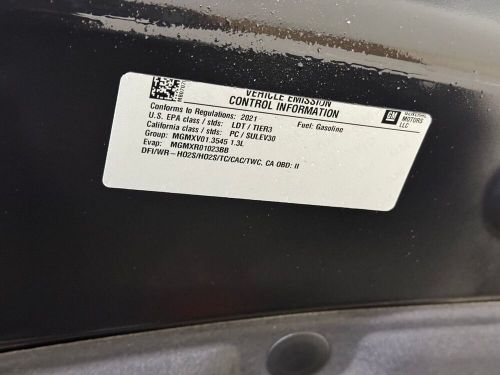 VEHICLE EMISSION
CONTROL INFORMATION
Conforms to Regulations: 2021 Fuel: Gasoline
U.S. EPA class / stds: LDT / TIER3
California class / stds: PC / SULEV30
Group: MGMXV01.3545 1.3L
Evap: MGMXR01023BB
DFI/WR-HO2S/HO2S/TC/CAC/TWC. CA OBD: II
GM
GENERAL
MOTORS
LLC